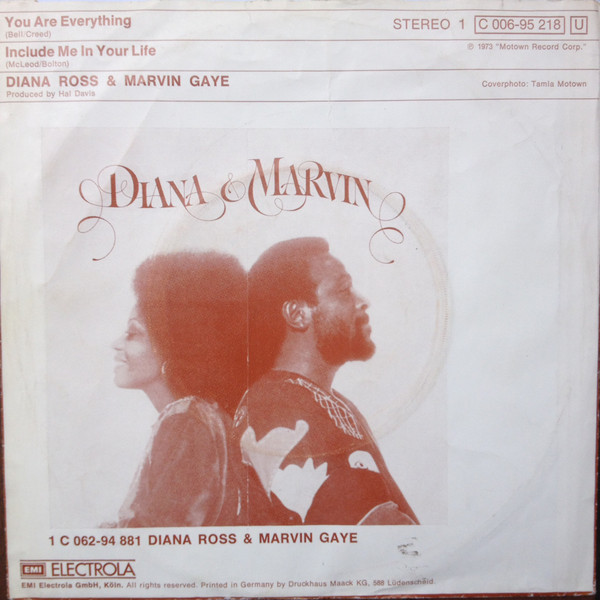 You Are Everything
(Bell/Creed)
STEREO 1 C 006-95 218 U
Include Me In Your Life
(McLeod/Bolton)
℗ 1973 "Motown Record Corp."
DIANA ROSS & MARVIN GAYE
Produced by Hal Davis
Coverphoto: Tamla Motown
DIANA & MARVIN
1 C 062-94 881 DIANA ROSS & MARVIN GAYE
EMI ELECTROLA
EMI Electrola GmbH, Köln. All rights reserved. Printed in Germany by Druckhaus Maack KG, 588 Lüdenscheid.